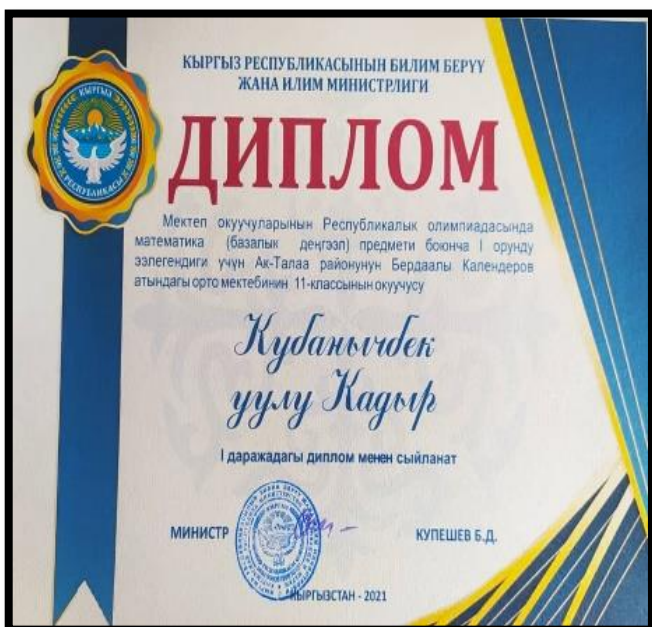 КЫРГЫЗ РЕСПУБЛИКАСЫНЫН БИЛИМ БЕРҮҮ
ЖАНА ИЛИМ МИНИСТРЛИГИ
КЫРГЫЗ
РЕСПУБЛИКАСЫ
ДИПЛОМ
Мектеп окуучуларынын Республикалык олимпиадасында
математика (базалык деңгээл) предмети боюнча I орунду
ээлегендиги үчүн Ак-Талаа районунун Бердаалы Календеров
атындагы орто мектебинин 11-классынын окуучусу
Кубанычбек
уулу Кадыр
I даражадагы диплом менен сыйланат
МИНИСТР
КУПЕШЕВ Б.Д.
КЫРГЫЗСТАН - 2021